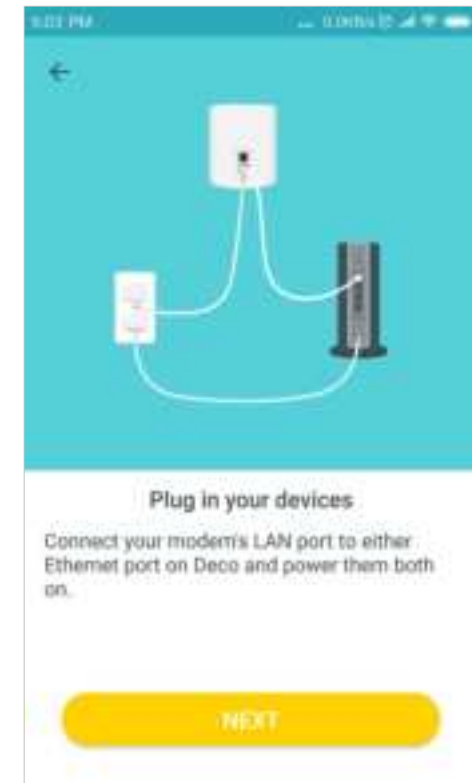 Plug in your devices
Connect your modem's LAN port to either
Ethernet port on Deco and power them both
on.
NEXT